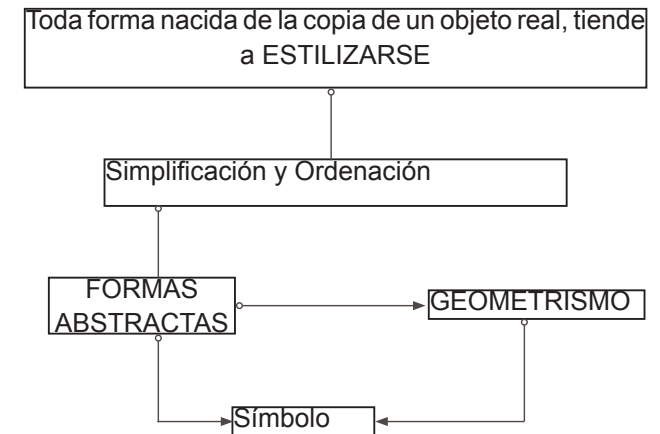 Toda forma nacida de la copia de un objeto real, tiende
a ESTILIZARSE
Simplificación y Ordenación
FORMAS
ABSTRACTAS
GEOMETRISMO
Símbolo